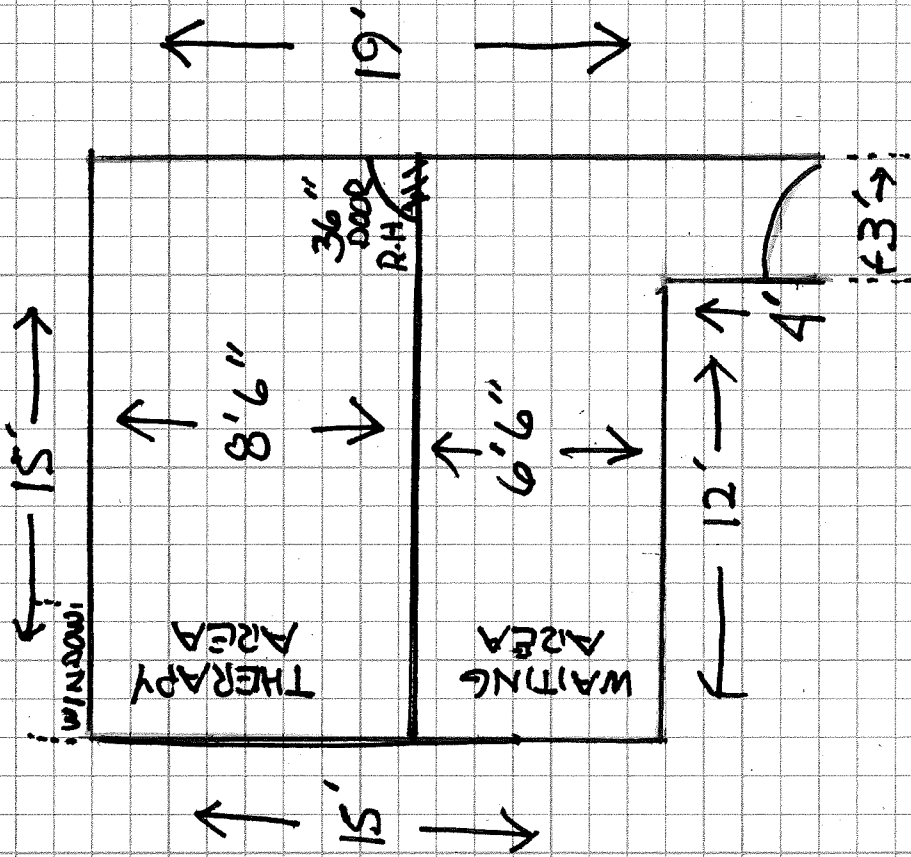 19'
15'
36"
DOOR
R.H.
8'6"
6'6"
3'
4'
12'
WINDOW
THERAPY
AREA
WAITING
AREA
15'